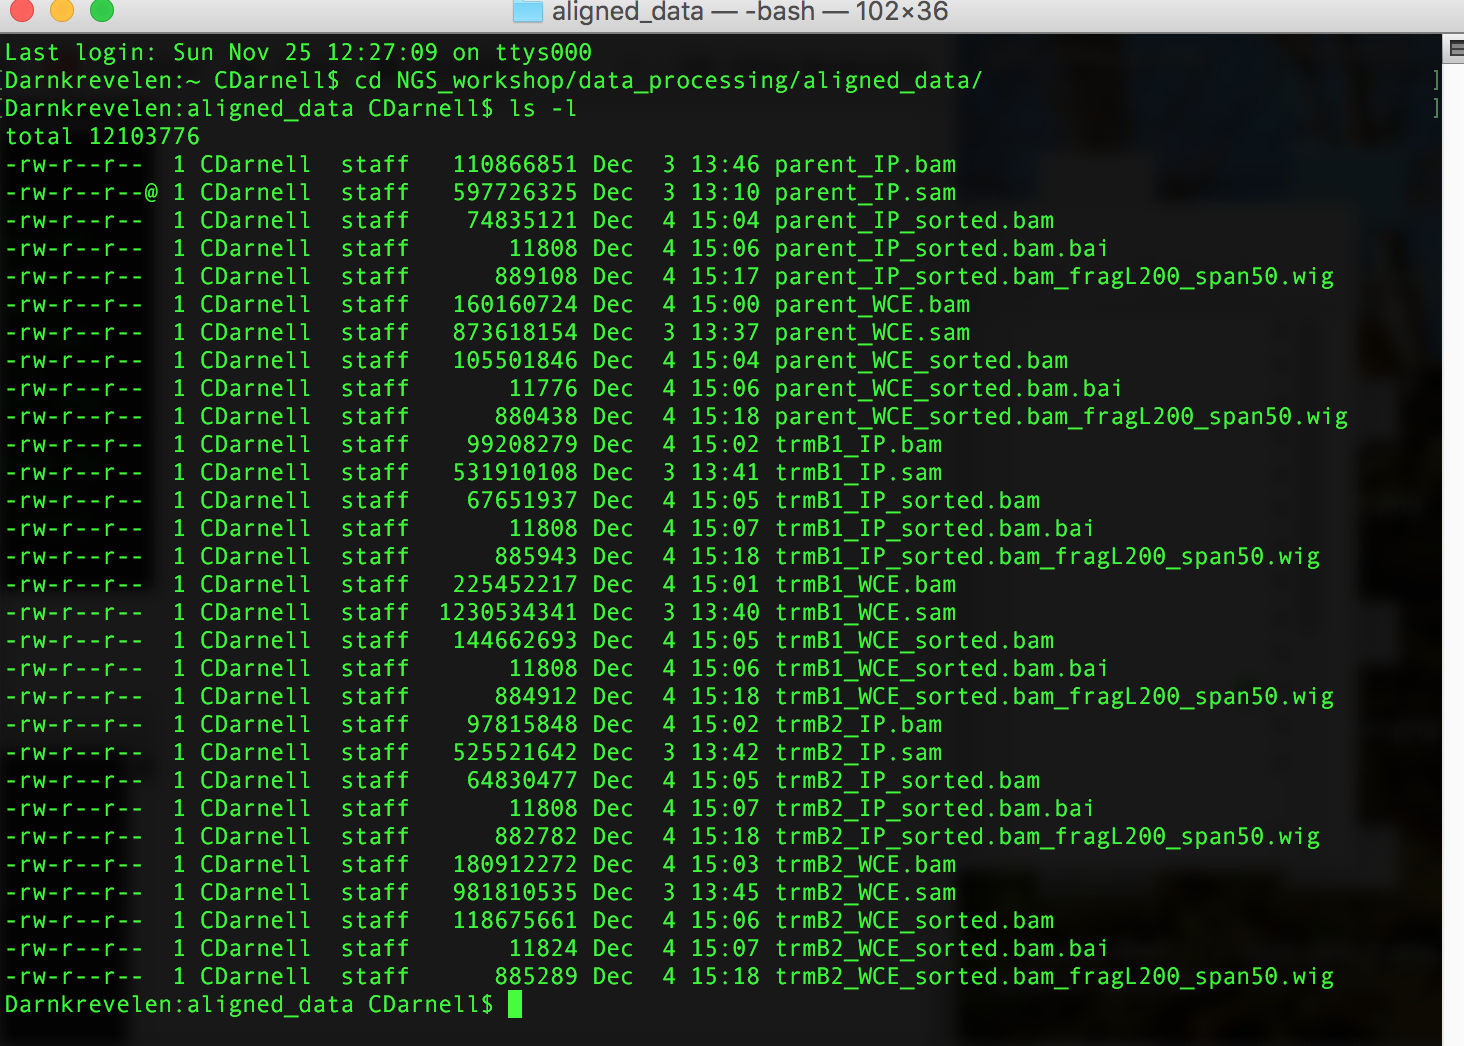 aligned_data — -bash — 102×36
Last login: Sun Nov 25 12:27:09 on ttys000
[Darnkrevelen:~ CDarnell$ cd NGS_workshop/data_processing/aligned_data/ ]
[Darnkrevelen:aligned_data CDarnell$ ls -l ]
total 12103776
-rw-r--r--  1 CDarnell  staff   110866851 Dec  3 13:46 parent_IP.bam
-rw-r--r--@ 1 CDarnell  staff   597726325 Dec  3 13:10 parent_IP.sam
-rw-r--r--  1 CDarnell  staff    74835121 Dec  4 15:04 parent_IP_sorted.bam
-rw-r--r--  1 CDarnell  staff       11808 Dec  4 15:06 parent_IP_sorted.bam.bai
-rw-r--r--  1 CDarnell  staff      889108 Dec  4 15:17 parent_IP_sorted.bam_fragL200_span50.wig
-rw-r--r--  1 CDarnell  staff   160160724 Dec  4 15:00 parent_WCE.bam
-rw-r--r--  1 CDarnell  staff   873618154 Dec  3 13:37 parent_WCE.sam
-rw-r--r--  1 CDarnell  staff   105501846 Dec  4 15:04 parent_WCE_sorted.bam
-rw-r--r--  1 CDarnell  staff       11776 Dec  4 15:06 parent_WCE_sorted.bam.bai
-rw-r--r--  1 CDarnell  staff      880438 Dec  4 15:18 parent_WCE_sorted.bam_fragL200_span50.wig
-rw-r--r--  1 CDarnell  staff    99208279 Dec  4 15:02 trmB1_IP.bam
-rw-r--r--  1 CDarnell  staff   531910108 Dec  3 13:41 trmB1_IP.sam
-rw-r--r--  1 CDarnell  staff    67651937 Dec  4 15:05 trmB1_IP_sorted.bam
-rw-r--r--  1 CDarnell  staff       11808 Dec  4 15:07 trmB1_IP_sorted.bam.bai
-rw-r--r--  1 CDarnell  staff      885943 Dec  4 15:18 trmB1_IP_sorted.bam_fragL200_span50.wig
-rw-r--r--  1 CDarnell  staff   225452217 Dec  4 15:01 trmB1_WCE.bam
-rw-r--r--  1 CDarnell  staff  1230534341 Dec  3 13:40 trmB1_WCE.sam
-rw-r--r--  1 CDarnell  staff   144662693 Dec  4 15:05 trmB1_WCE_sorted.bam
-rw-r--r--  1 CDarnell  staff       11808 Dec  4 15:06 trmB1_WCE_sorted.bam.bai
-rw-r--r--  1 CDarnell  staff      884912 Dec  4 15:18 trmB1_WCE_sorted.bam_fragL200_span50.wig
-rw-r--r--  1 CDarnell  staff    97815848 Dec  4 15:02 trmB2_IP.bam
-rw-r--r--  1 CDarnell  staff   525521642 Dec  3 13:42 trmB2_IP.sam
-rw-r--r--  1 CDarnell  staff    64830477 Dec  4 15:05 trmB2_IP_sorted.bam
-rw-r--r--  1 CDarnell  staff       11808 Dec  4 15:07 trmB2_IP_sorted.bam.bai
-rw-r--r--  1 CDarnell  staff      882782 Dec  4 15:18 trmB2_IP_sorted.bam_fragL200_span50.wig
-rw-r--r--  1 CDarnell  staff   180912272 Dec  4 15:03 trmB2_WCE.bam
-rw-r--r--  1 CDarnell  staff   981810535 Dec  3 13:45 trmB2_WCE.sam
-rw-r--r--  1 CDarnell  staff   118675661 Dec  4 15:06 trmB2_WCE_sorted.bam
-rw-r--r--  1 CDarnell  staff       11824 Dec  4 15:07 trmB2_WCE_sorted.bam.bai
-rw-r--r--  1 CDarnell  staff      885289 Dec  4 15:18 trmB2_WCE_sorted.bam_fragL200_span50.wig
Darnkrevelen:aligned_data CDarnell$